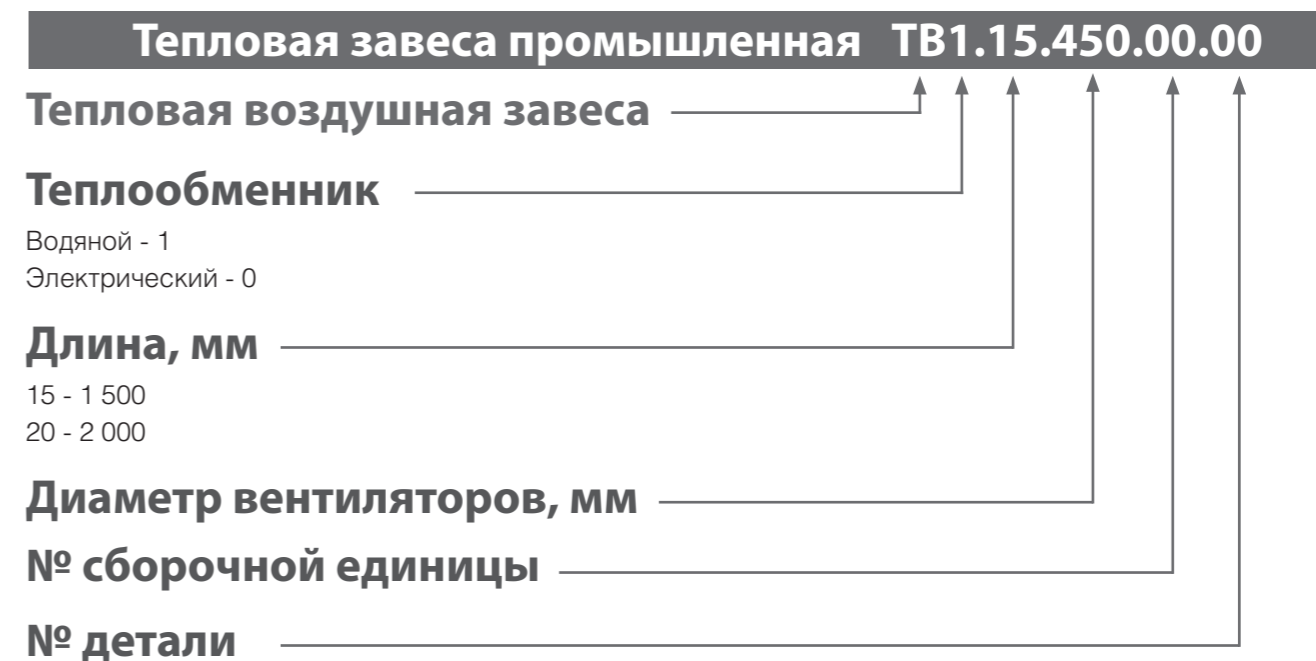 Тепловая завеса промышленная ТВ1.15.450.00.00
Тепловая воздушная завеса
Теплообменник
Водяной - 1
Электрический - 0
Длина, мм
15 - 1 500
20 - 2 000
Диаметр вентиляторов, мм
№ сборочной единицы
№ детали